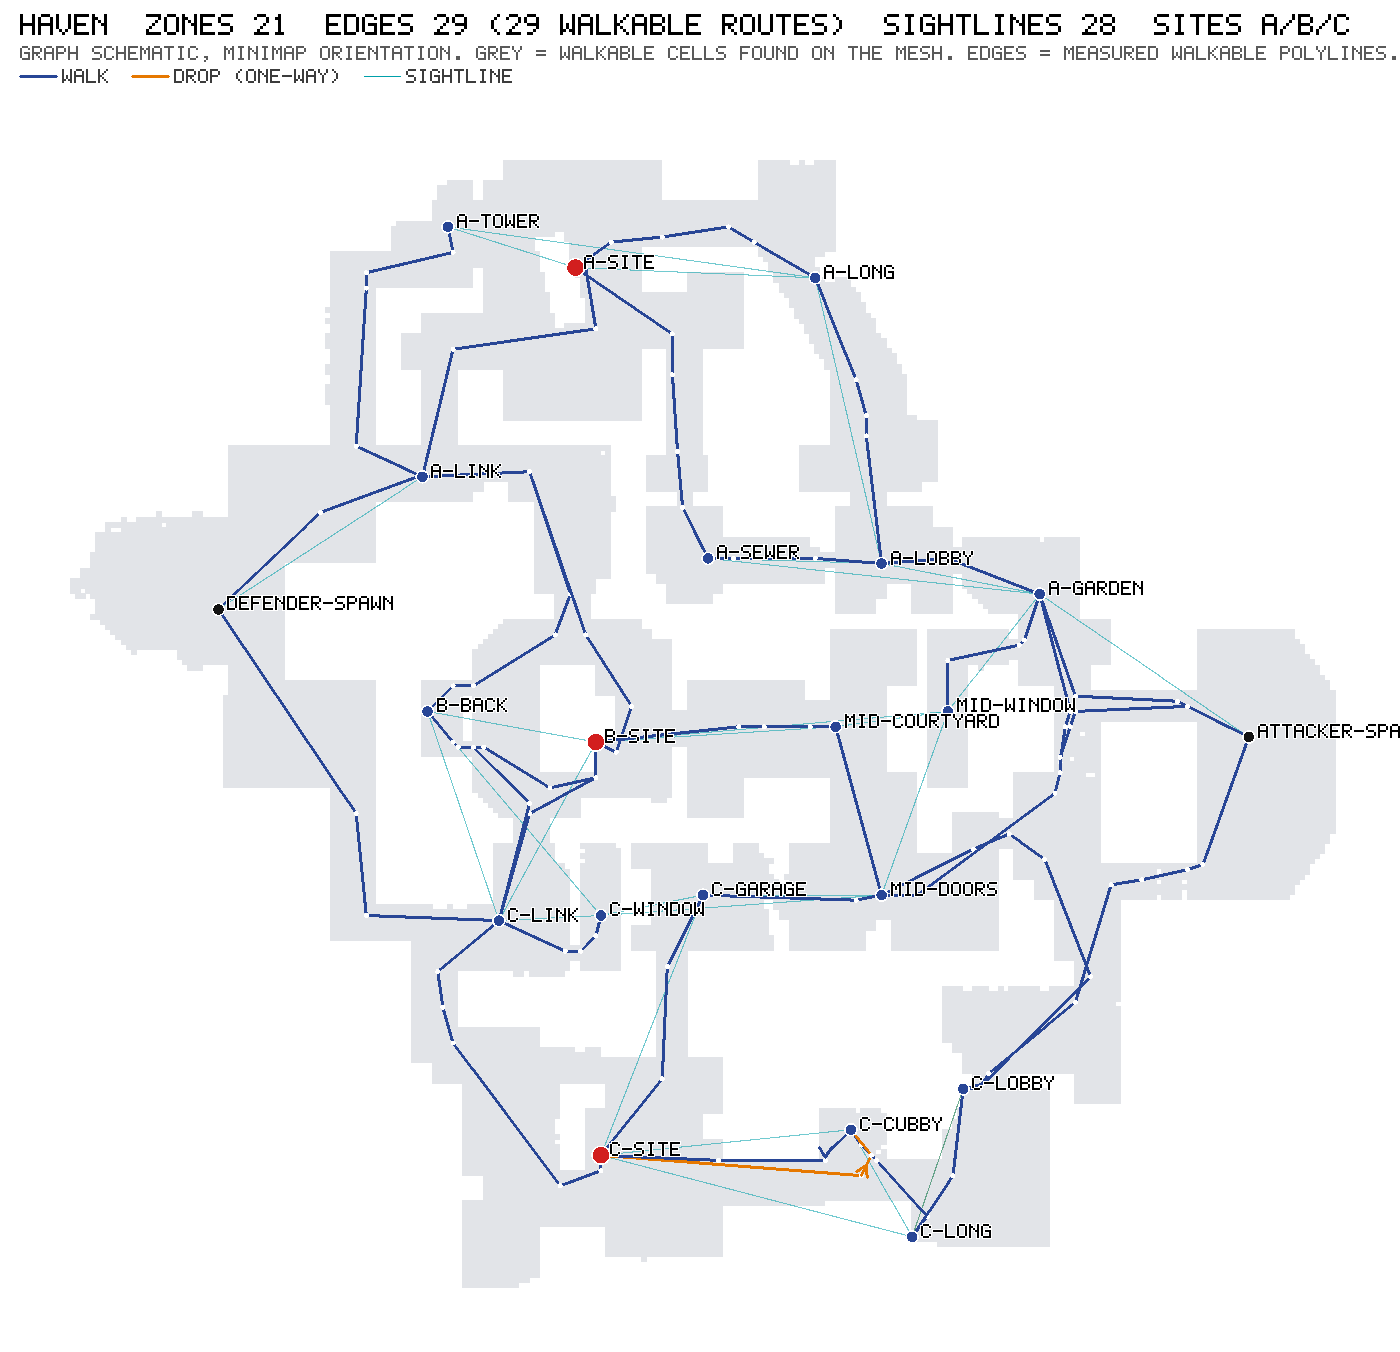 HAVEN  ZONES 21  EDGES 29 (29 WALKABLE ROUTES)  SIGHTLINES 28  SITES A/B/C
GRAPH SCHEMATIC, MINIMAP ORIENTATION. GREY = WALKABLE CELLS FOUND ON THE MESH. EDGES = MEASURED WALKABLE POLYLINES.
WALK  DROP (ONE-WAY)  SIGHTLINE
A-TOWER
A-SITE
A-LONG
A-LINK
A-SEWER
A-LOBBY
A-GARDEN
DEFENDER-SPAWN
B-BACK
MID-WINDOW
MID-COURTYARD
B-SITE
ATTACKER-SPA
C-GARAGE
MID-DOORS
C-LINK
C-WINDOW
C-LOBBY
C-CUBBY
C-SITE
C-LONG